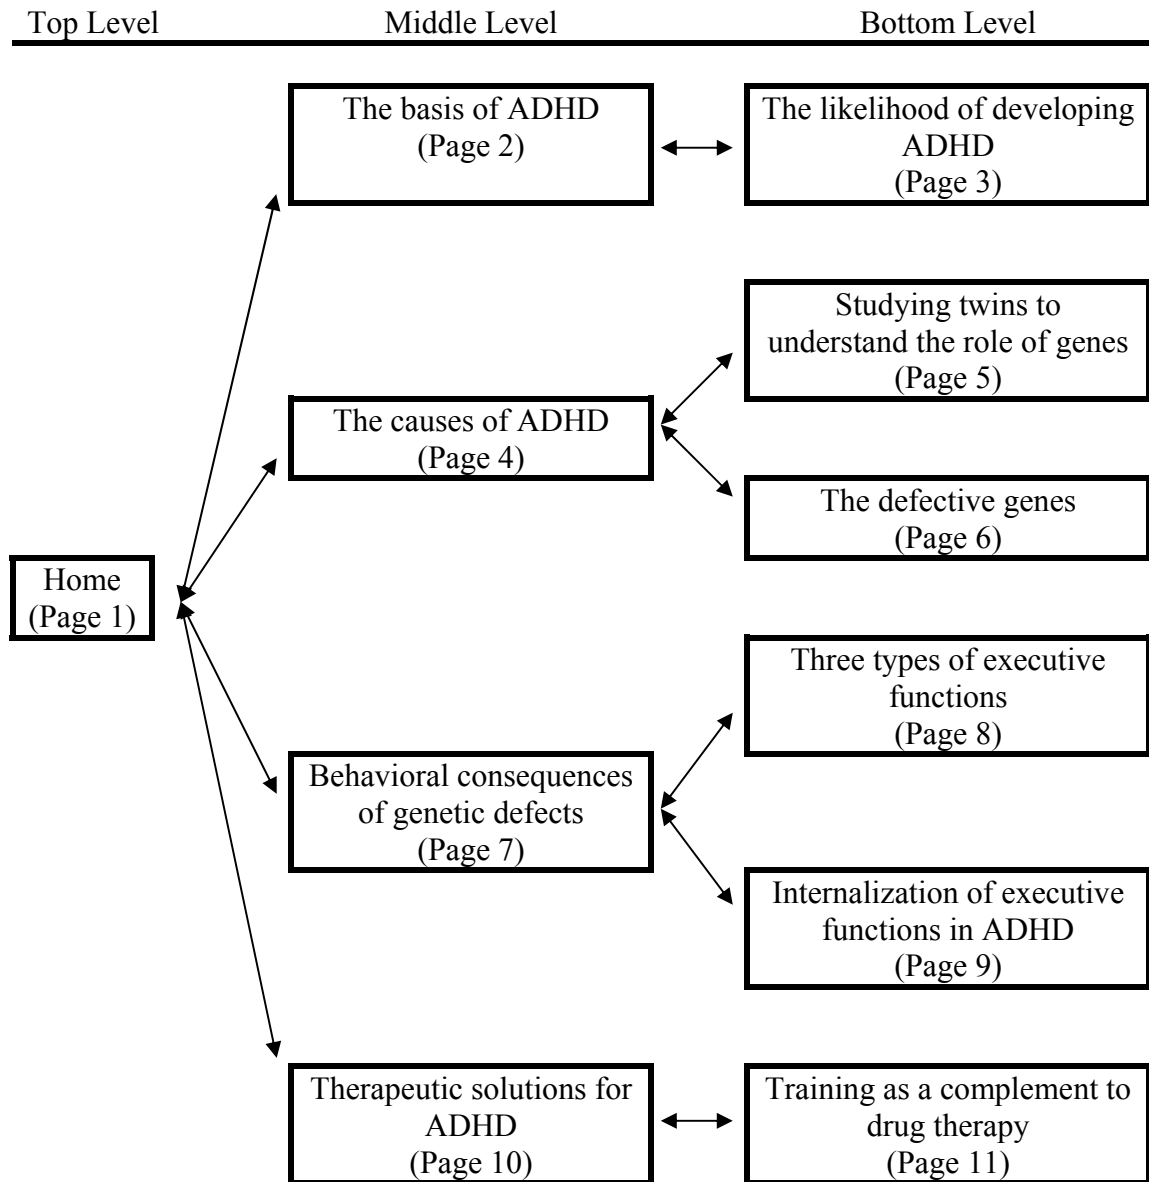 Top Level
Middle Level
Bottom Level
The basis of ADHD
(Page 2)
The likelihood of developing
ADHD
(Page 3)
Studying twins to
understand the role of genes
(Page 5)
The causes of ADHD
(Page 4)
The defective genes
(Page 6)
Home
(Page 1)
Three types of executive
functions
(Page 8)
Behavioral consequences
of genetic defects
(Page 7)
Internalization of executive
functions in ADHD
(Page 9)
Therapeutic solutions for
ADHD
(Page 10)
Training as a complement to
drug therapy
(Page 11)